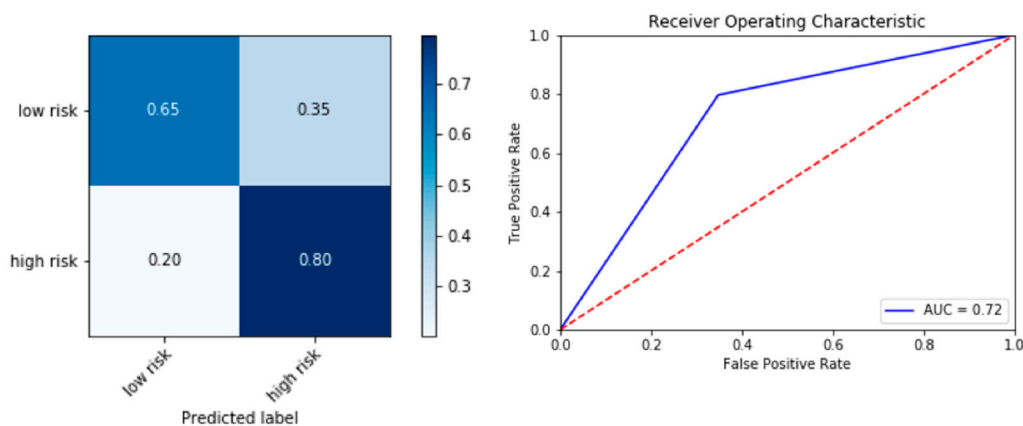 low risk
high risk
0.65 0.35
0.20 0.80
low risk
high risk
Predicted label
0.7
0.6
0.5
0.4
0.3
Receiver Operating Characteristic
True Positive Rate
1.0
0.8
0.6
0.4
0.2
0.0
0.0 0.2 0.4 0.6 0.8 1.0
False Positive Rate
AUC = 0.72